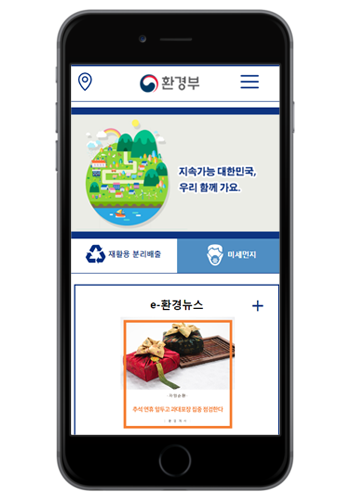 환경부
지속가능 대한민국,
우리 함께 가요.
재활용 분리배출
미세먼지
e-환경뉴스
+
추석 연휴 앞두고 과대포장 집중 점검한다